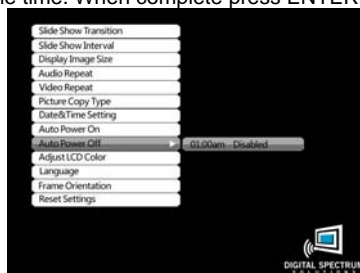 e time. When complete press ENTER
Slide Show Transition
Slide Show Interval
Display Image Size
Audio Repeat
Video Repeat
Picture Copy Type
Date&Time Setting
Auto Power On
Auto Power Off 01:00am Disabled
Adjust LCD Color
Language
Frame Orientation
Reset Settings
DIGITAL SPECTRUM
SOLUTIONS